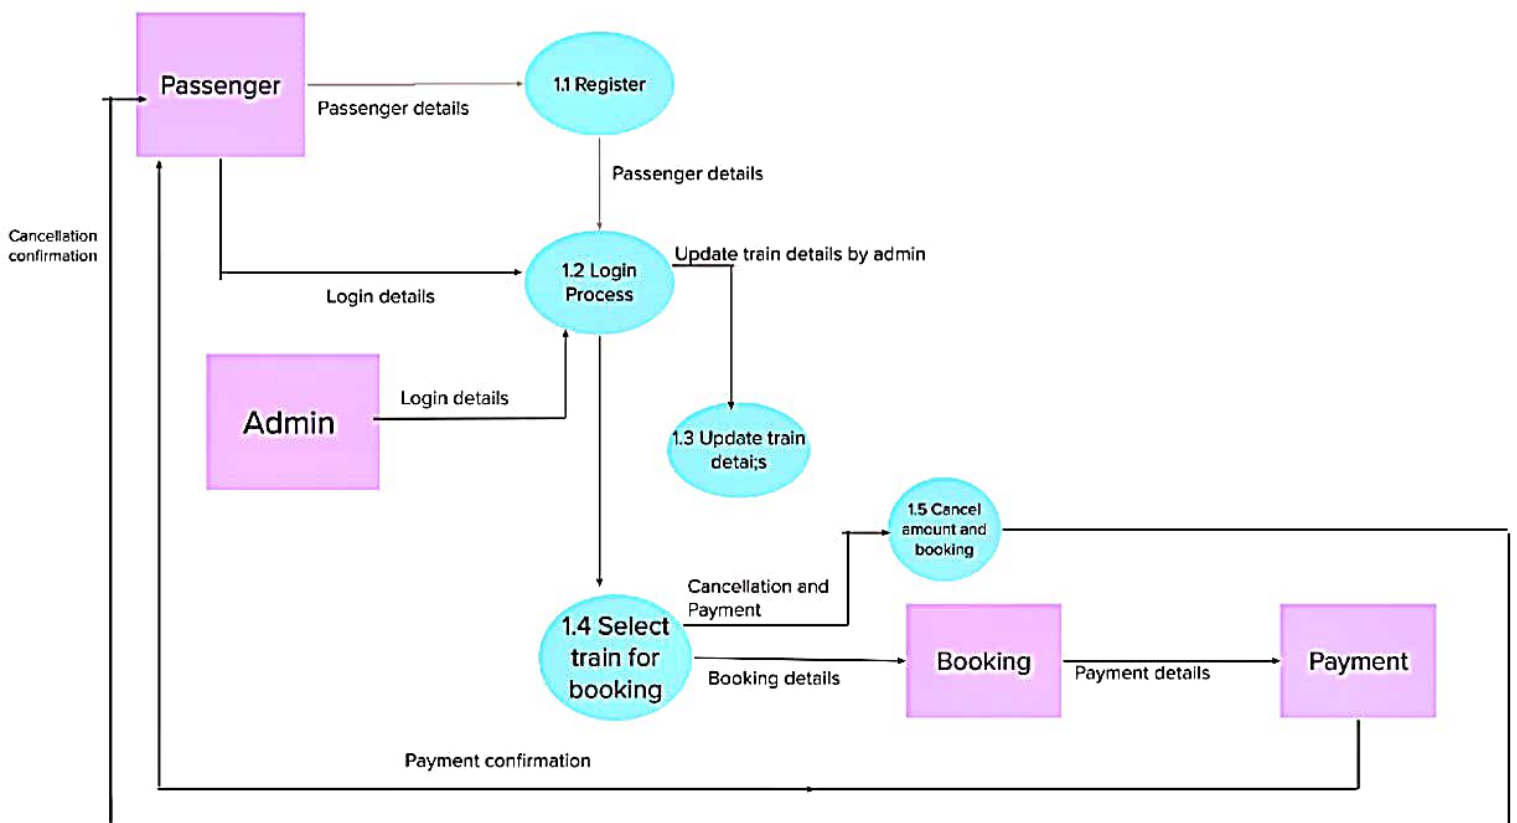 Passenger
Passenger details
1.1 Register
Passenger details
Cancellation
confirmation
1.2 Login
Process
Update train details by admin
Login details
Admin
Login details
1.3 Update train
detai;s
1.5 Cancel
amount and
booking
Cancellation and
Payment
1.4 Select
train for
booking
Booking details
Booking
Payment details
Payment
Payment confirmation